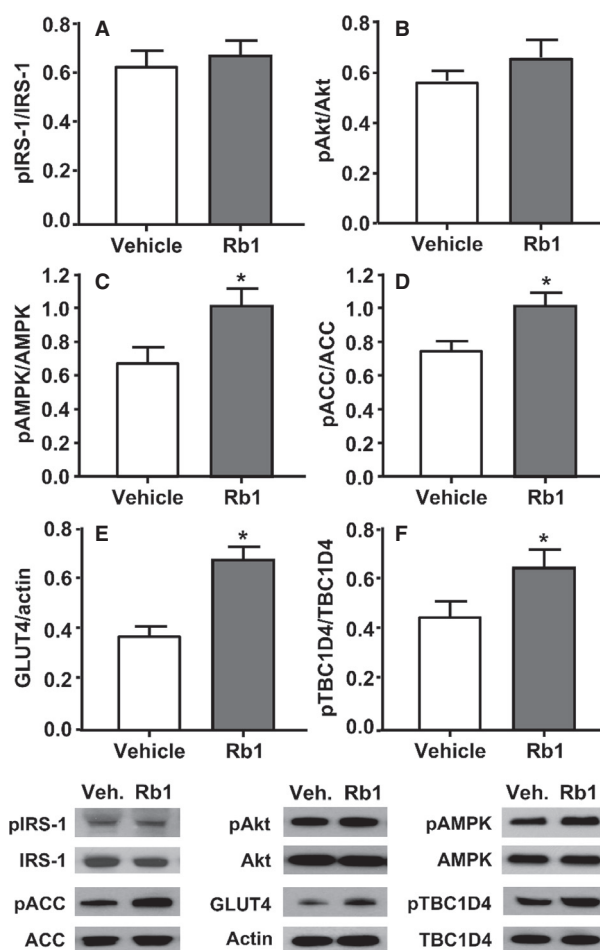 A
pIRS-1/IRS-1
0.8
0.6
0.4
0.2
0.0
Vehicle Rb1
B
pAkt/Akt
0.8
0.6
0.4
0.2
0.0
Vehicle Rb1
C
pAMPK/AMPK
1.2
1.0
0.8
0.6
0.4
0.2
0.0
*
Vehicle Rb1
D
pACC/ACC
1.2
1.0
0.8
0.6
0.4
0.2
0.0
*
Vehicle Rb1
E
GLUT4/actin
0.8
0.6
0.4
0.2
0.0
*
Vehicle Rb1
F
pTBC1D4/TBC1D4
0.8
0.6
0.4
0.2
0.0
*
Vehicle Rb1
Veh. Rb1
pIRS-1
IRS-1
pACC
ACC
Veh. Rb1
pAkt
Akt
GLUT4
Actin
Veh. Rb1
pAMPK
AMPK
pTBC1D4
TBC1D4